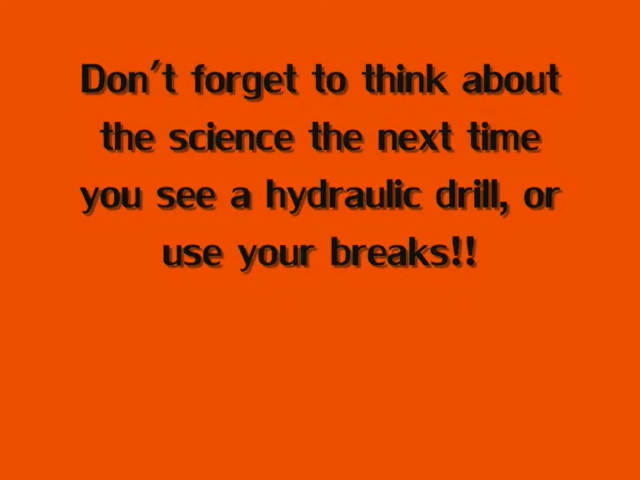 Don't forget to think about
the science the next time
you see a hydraulic drill, or
use your breaks!!